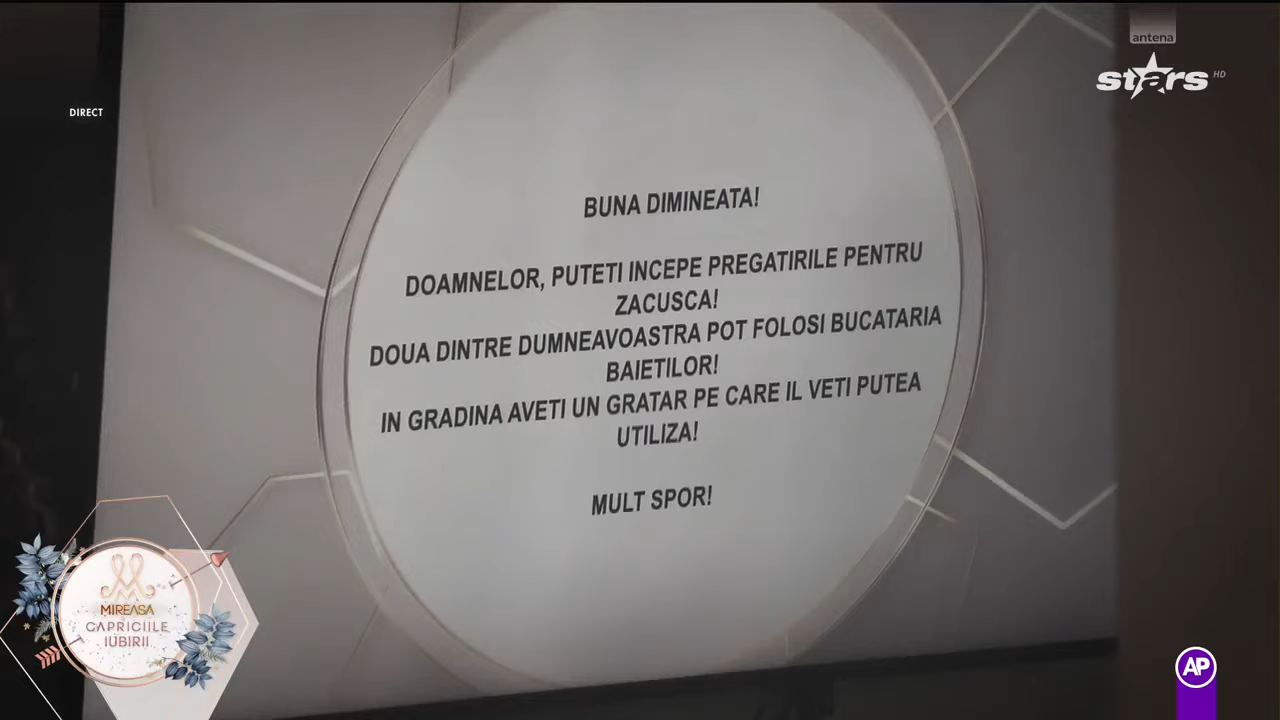 antena
stars HD
DIRECT
BUNA DIMINEATA!
DOAMNELOR, PUTETI INCEPE PREGATIRILE PENTRU
ZACUSCA!
DOUA DINTRE DUMNEAVOASTRA POT FOLOSI BUCATARIA
BAIETILOR!
IN GRADINA AVETI UN GRATAR PE CARE IL VETI PUTEA
UTILIZA!
MULT SPOR!
MIREASA
CAPRICIILE
IUBIRII
AP